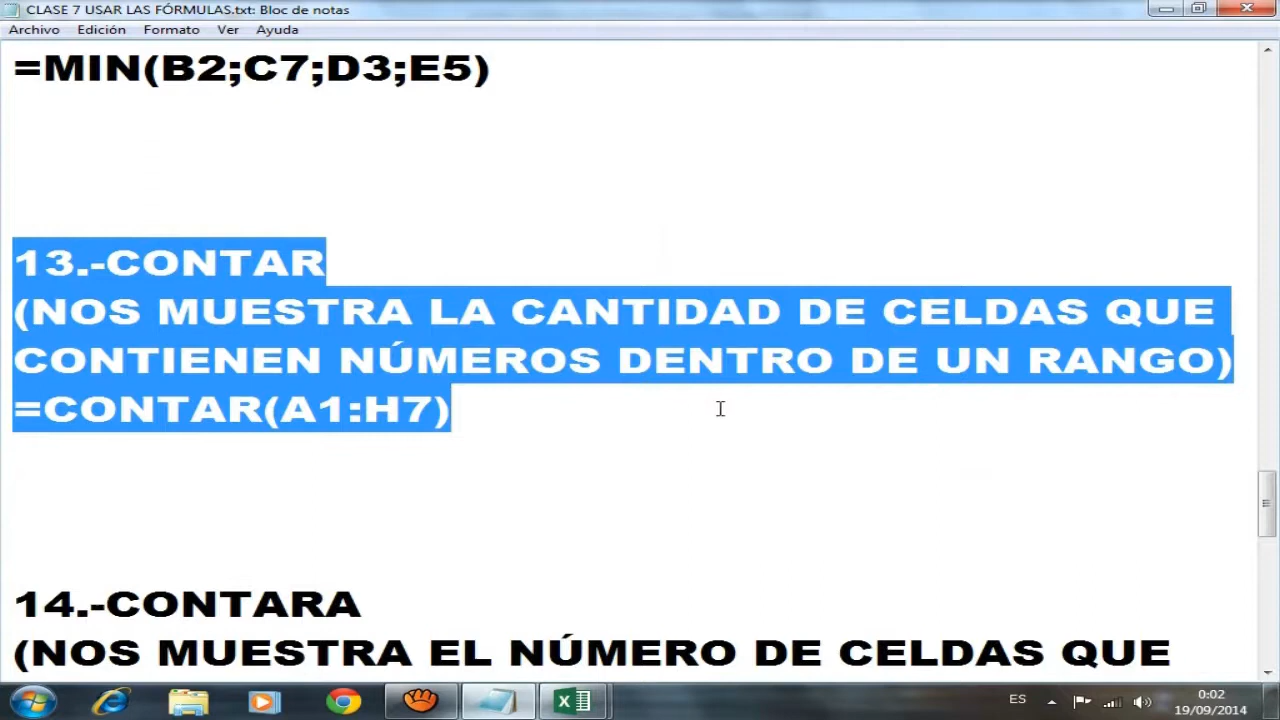 CLASE 7 USAR LAS FÓRMULAS.txt: Bloc de notas
Archivo Edición Formato Ver Ayuda
=MIN(B2;C7;D3;E5)
13.-CONTAR
(NOS MUESTRA LA CANTIDAD DE CELDAS QUE
CONTIENEN NÚMEROS DENTRO DE UN RANGO)
=CONTAR(A1:H7)
14.-CONTARA
(NOS MUESTRA EL NÚMERO DE CELDAS QUE
ES
0:02
19/09/2014